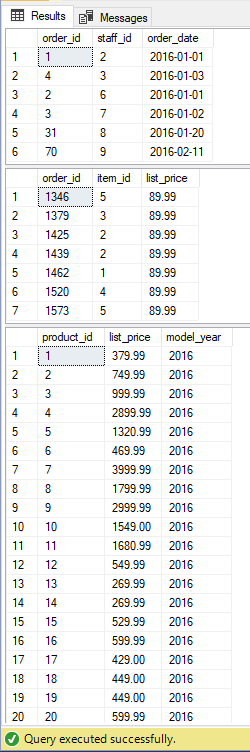 Results Messages
order_id staff_id order_date
1 1 2 2016-01-01
2 4 3 2016-01-03
3 2 6 2016-01-01
4 3 7 2016-01-02
5 31 8 2016-01-20
6 70 9 2016-02-11
order_id item_id list_price
1 1346 5 89.99
2 1379 3 89.99
3 1425 2 89.99
4 1439 2 89.99
5 1462 1 89.99
6 1520 4 89.99
7 1573 5 89.99
product_id list_price model_year
1 1 379.99 2016
2 2 749.99 2016
3 3 999.99 2016
4 4 2899.99 2016
5 5 1320.99 2016
6 6 469.99 2016
7 7 3999.99 2016
8 8 1799.99 2016
9 9 2999.99 2016
10 10 1549.00 2016
11 11 1680.99 2016
12 12 549.99 2016
13 13 269.99 2016
14 14 269.99 2016
15 15 529.99 2016
16 16 599.99 2016
17 17 429.00 2016
18 18 449.00 2016
19 19 449.00 2016
20 20 599.99 2016
Query executed successfully.